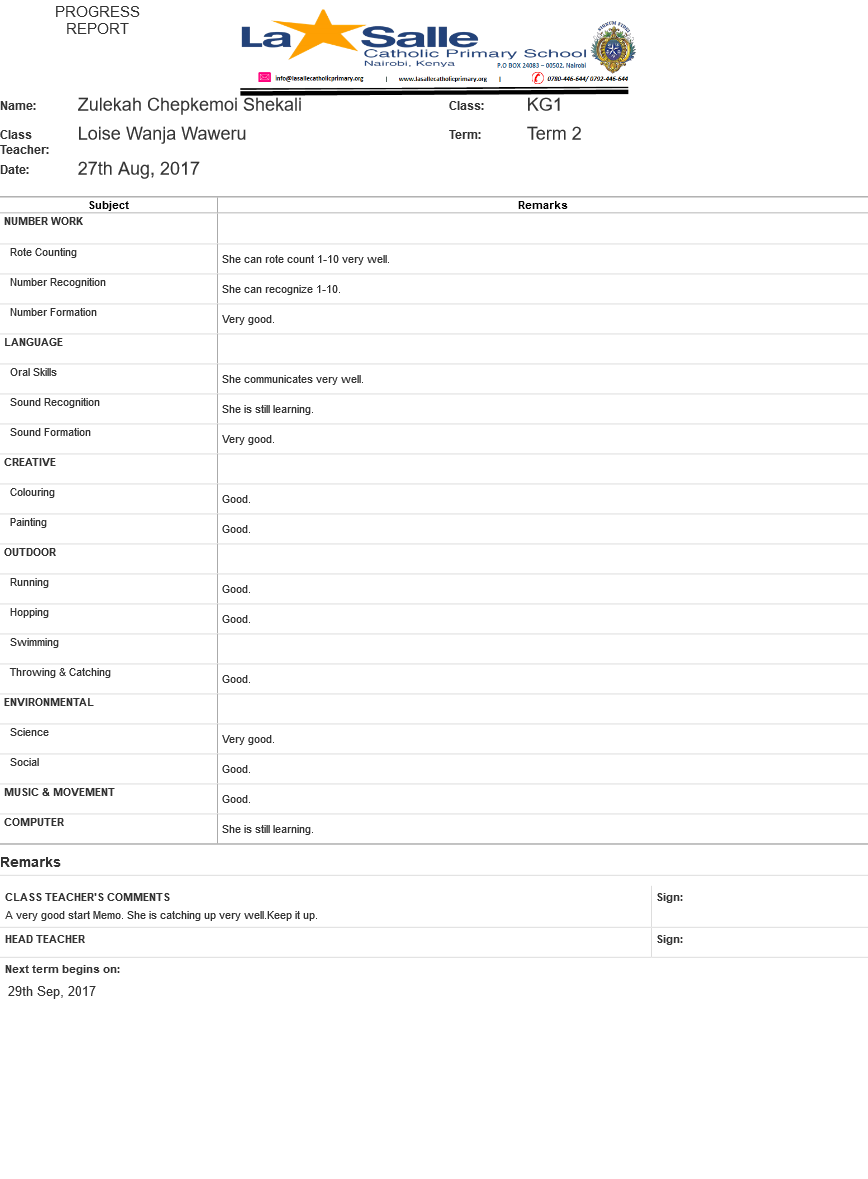 PROGRESS
REPORT
La Salle
Catholic Primary School
Nairobi, Kenya
P.O BOX 24083 – 00502, Nairobi
info@lasallecatholicprimary.org | www.lasallecatholicprimary.org | 0780-446-644/ 0792-446-644
Name: Zulekah Chepkemoi Shekali Class: KG1
Class Teacher: Loise Wanja Waweru Term: Term 2
Date: 27th Aug, 2017
Subject Remarks
NUMBER WORK
Rote Counting She can rote count 1-10 very well.
Number Recognition She can recognize 1-10.
Number Formation Very good.
LANGUAGE
Oral Skills She communicates very well.
Sound Recognition She is still learning.
Sound Formation Very good.
CREATIVE
Colouring Good.
Painting Good.
OUTDOOR
Running Good.
Hopping Good.
Swimming
Throwing & Catching Good.
ENVIRONMENTAL
Science Very good.
Social Good.
MUSIC & MOVEMENT Good.
COMPUTER She is still learning.
Remarks
CLASS TEACHER'S COMMENTS Sign:
A very good start Memo. She is catching up very well.Keep it up.
HEAD TEACHER Sign:
Next term begins on:
29th Sep, 2017